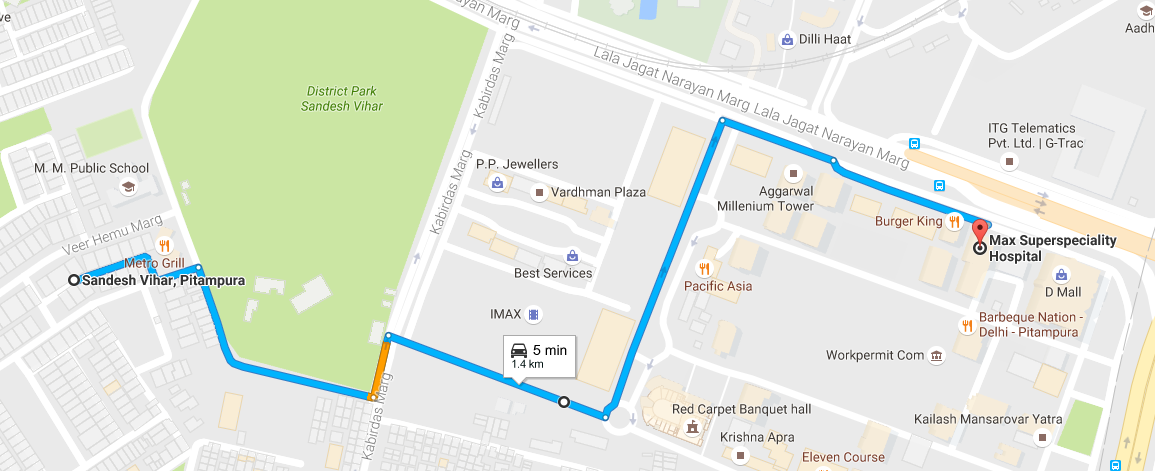 ve
ayan Marg
Kabirdas Marg
Lala Jagat Narayan Marg
Lala Jagat Narayan Marg
Dilli Haat
Aadh
District Park
Sandesh Vihar
ITG Telematics
Pvt. Ltd. | G-Trac
M. M. Public School
P.P. Jewellers
Vardhman Plaza
Kabirdas Marg
Aggarwal
Millenium Tower
Burger King
Veer Hemu Marg
Metro Grill
Max Superspeciality
Hospital
Sandesh Vihar, Pitampura
Best Services
Pacific Asia
D Mall
IMAX
Barbeque Nation -
Delhi - Pitampura
5 min
1.4 km
Workpermit Com
Kabirdas Marg
Red Carpet Banquet hall
Kailash Mansarovar Yatra
Krishna Apra
Eleven Course